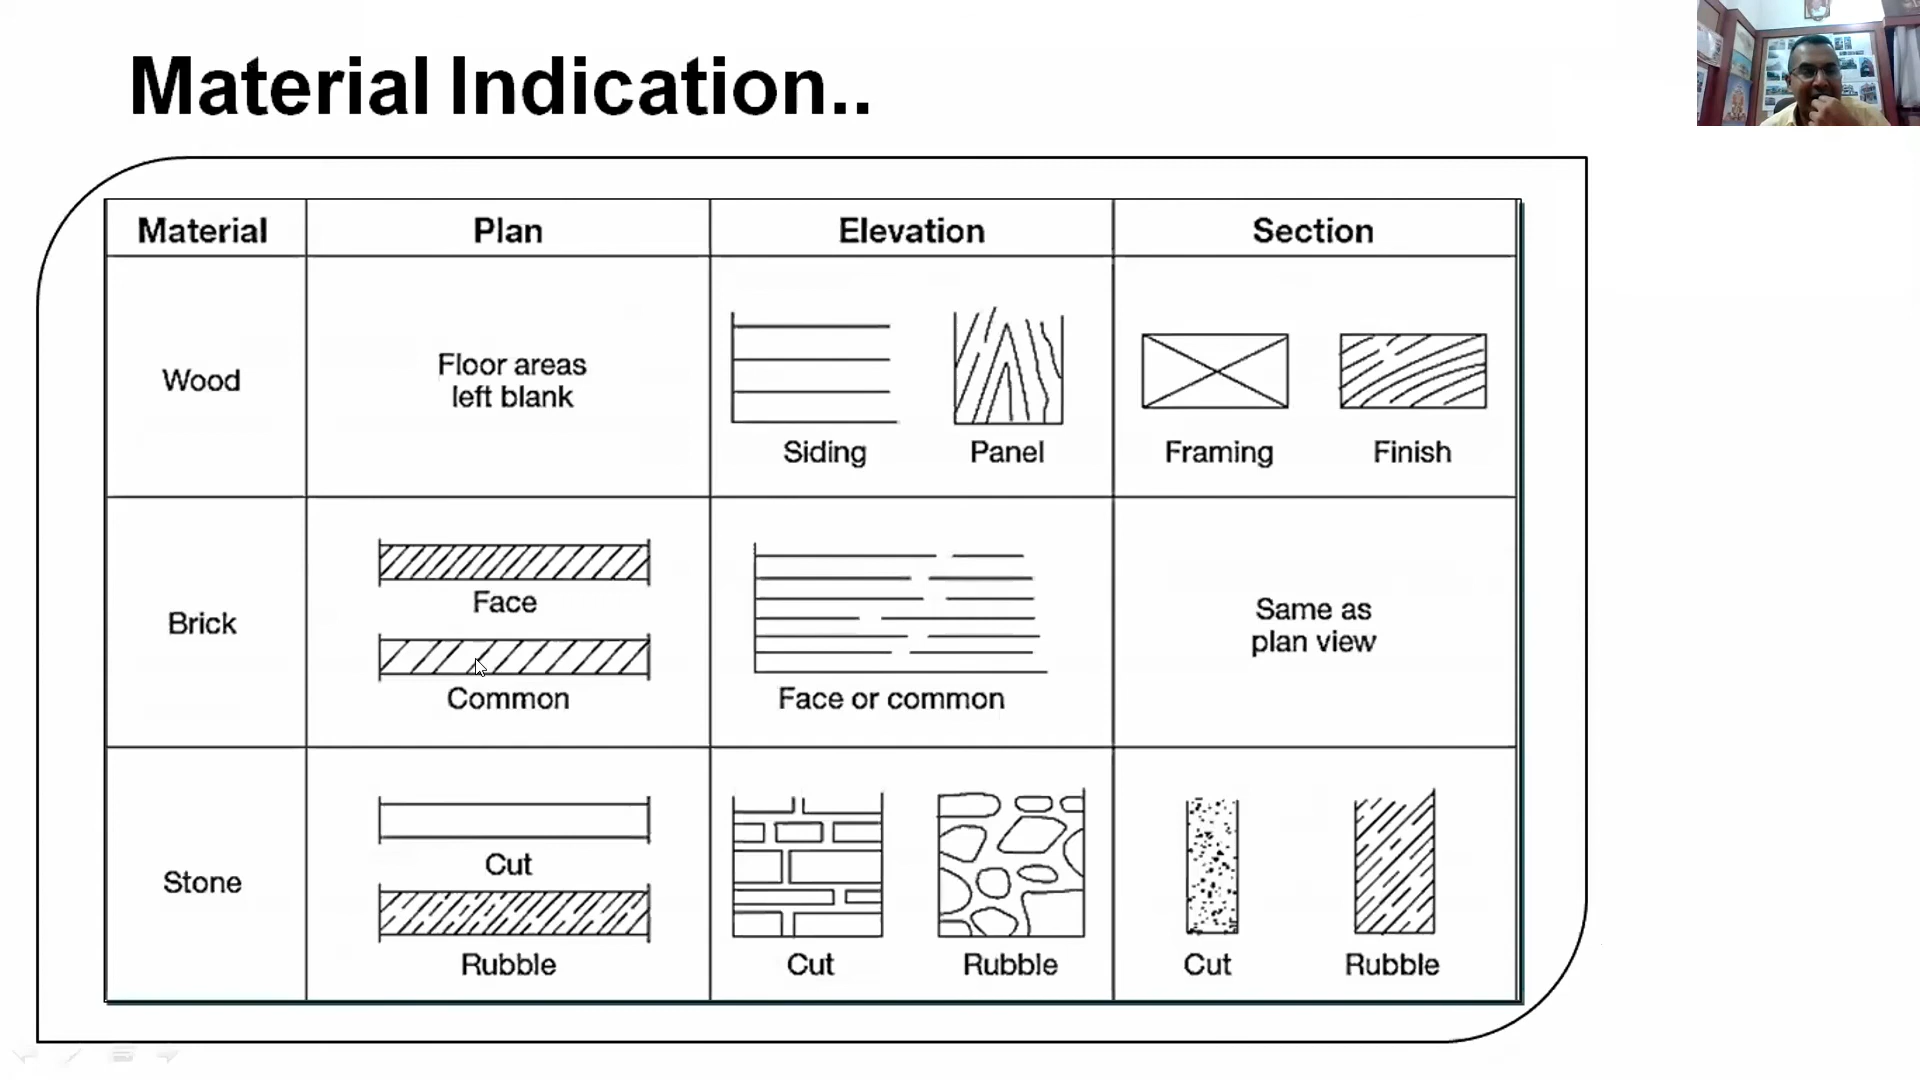 Material Indication..
Material
Plan
Elevation
Section
Wood
Floor areas
left blank
Siding
Panel
Framing
Finish
Brick
Face
Common
Face or common
Same as
plan view
Stone
Cut
Rubble
Cut
Rubble
Cut
Rubble